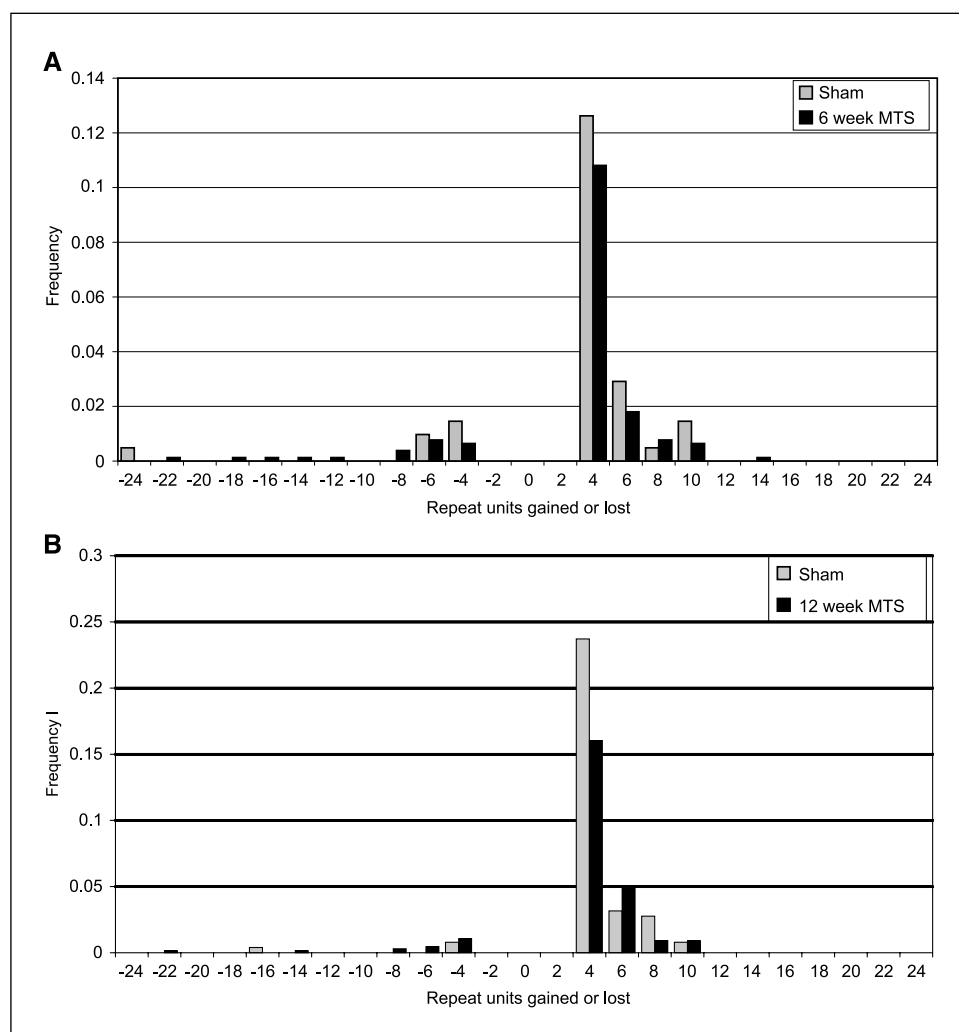 A
0.14
0.12
0.1
0.08
0.06
0.04
0.02
0
Frequency
Sham
6 week MTS
-24 -22 -20 -18 -16 -14 -12 -10 -8 -6 -4 -2 0 2 4 6 8 10 14 16 18 20 22 24
Repeat units gained or lost
B
0.3
0.25
0.2
0.15
0.1
0.05
0
Frequency I
Sham
12 week MTS
-24 -22 -20 -18 -16 -14 -12 -10 -8 -6 -4 -2 0 2 4 6 8 10 14 16 18 20 22 24
Repeat units gained or lost